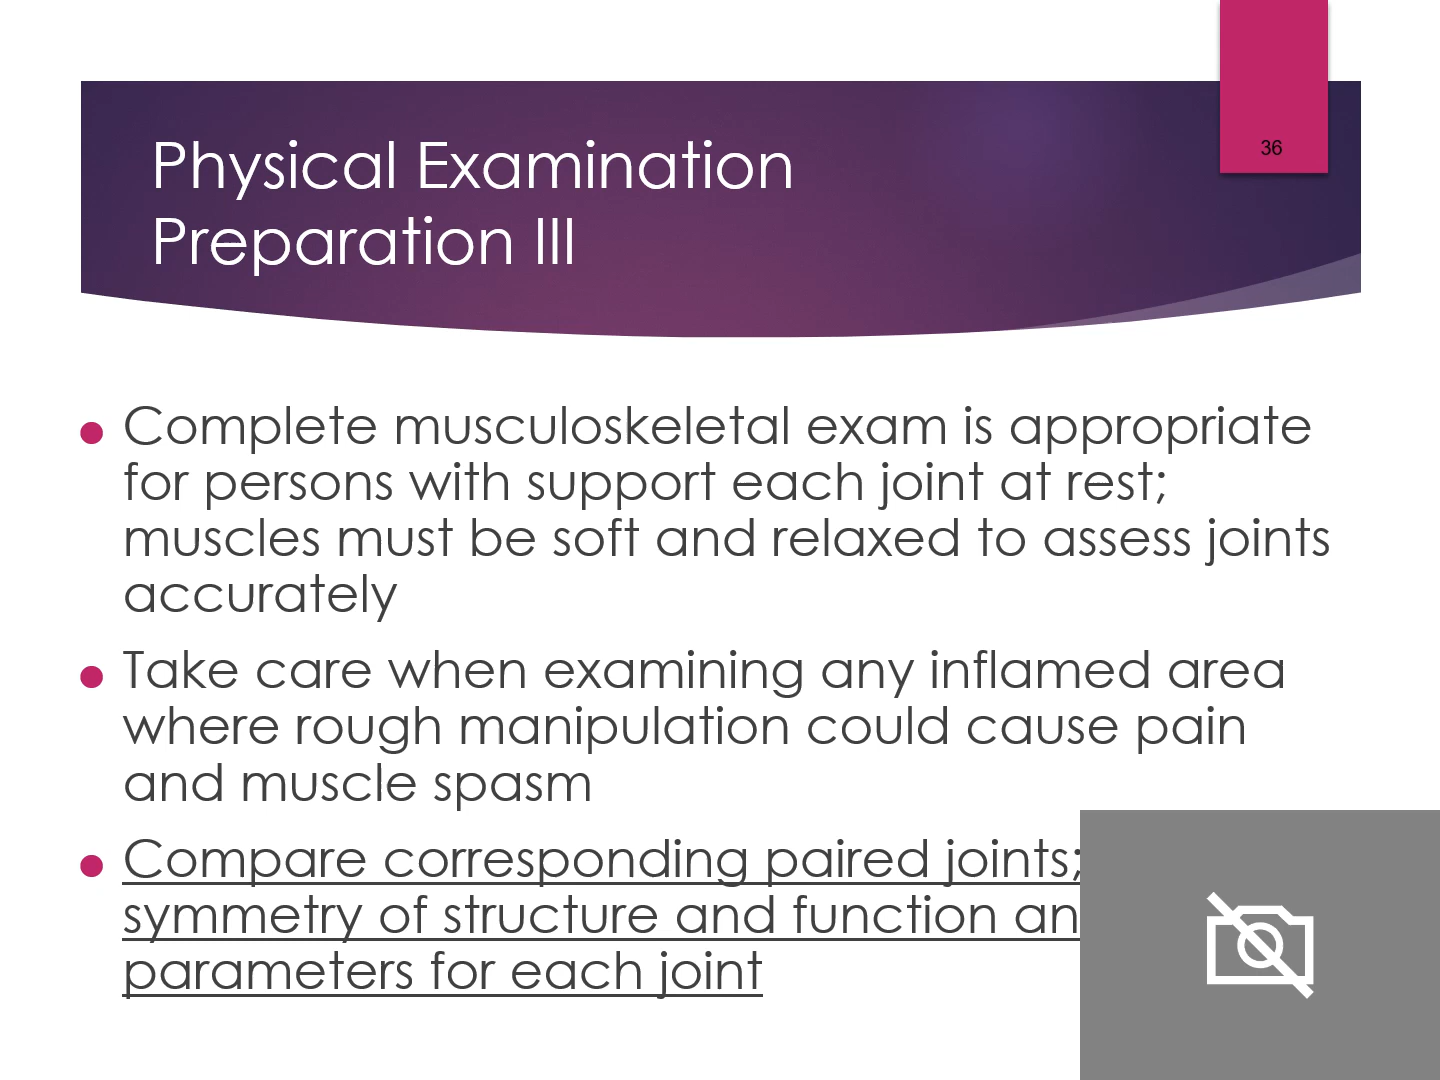 36
Physical Examination
Preparation III
Complete musculoskeletal exam is appropriate
for persons with support each joint at rest;
muscles must be soft and relaxed to assess joints
accurately
Take care when examining any inflamed area
where rough manipulation could cause pain
and muscle spasm
Compare corresponding paired joints;
symmetry of structure and function
parameters for each joint